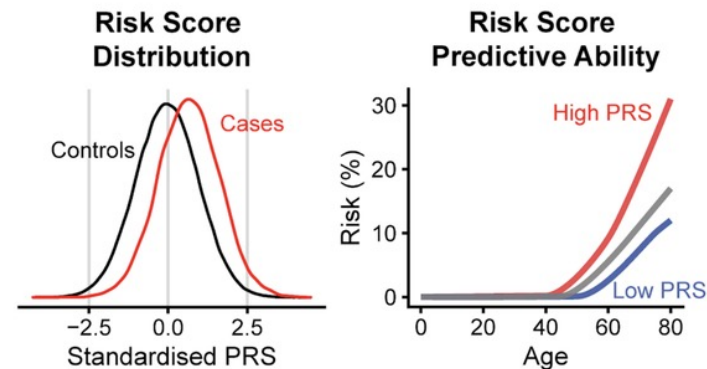 Risk Score
Distribution
Controls
Cases
−2.5 0.0 2.5
Standardised PRS
Risk Score
Predictive Ability
High PRS
Low PRS
Risk (%)
30
20
10
0
0 20 40 60 80
Age